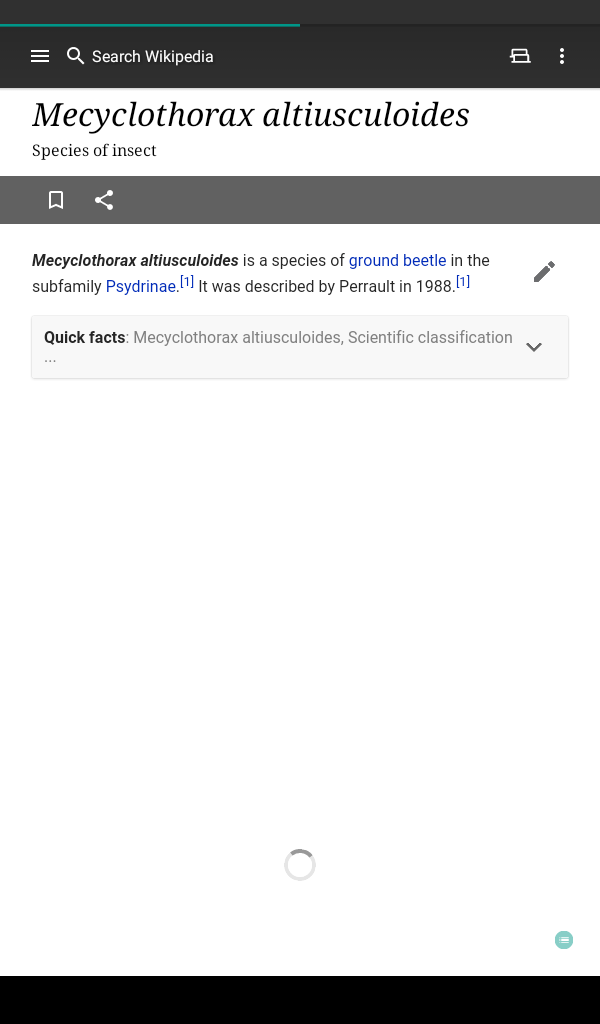 Search Wikipedia
Mecyclothorax altiusculoides
Species of insect
Mecyclothorax altiusculoides is a species of ground beetle in the
subfamily Psydrinae.[1] It was described by Perrault in 1988.[1]
Quick facts: Mecyclothorax altiusculoides, Scientific classification
...